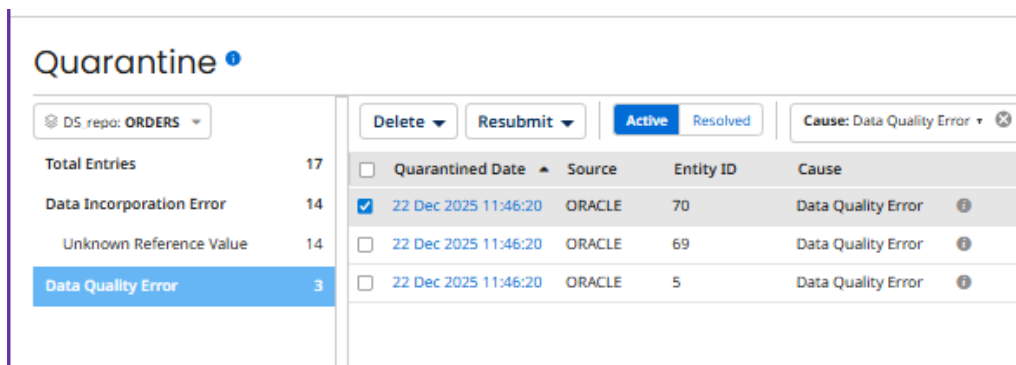 Quarantine
DS_repo: ORDERS
Total Entries 17
Data Incorporation Error 14
Unknown Reference Value 14
Data Quality Error 3
Delete Resubmit Active Resolved Cause: Data Quality Error
Quarantined Date Source Entity ID Cause
22 Dec 2025 11:46:20 ORACLE 70 Data Quality Error
22 Dec 2025 11:46:20 ORACLE 69 Data Quality Error
22 Dec 2025 11:46:20 ORACLE 5 Data Quality Error